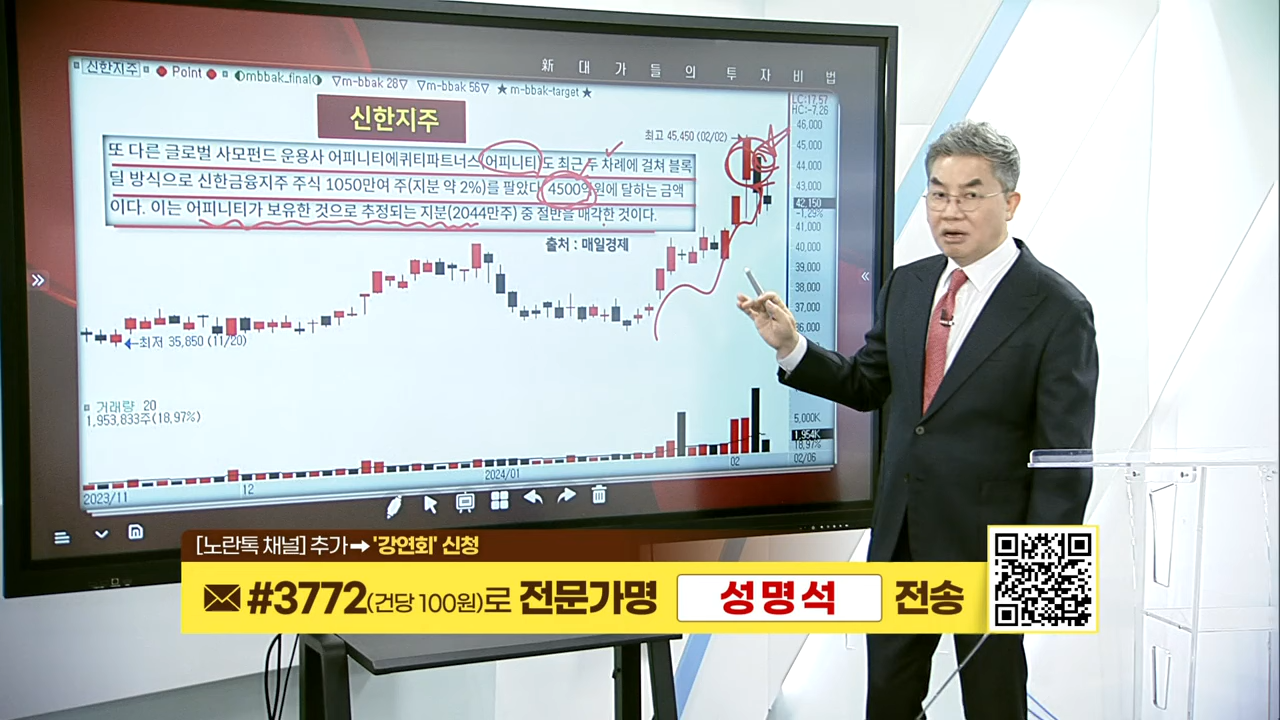 新 대 가 들 의 투 자 비 법
신한지주 Point mbbak_final ▽m-bbak 28▽ ▽m-bbak 56▽ ★m-bbak-target★
LC:17,57
HC:-7,26
신한지주
최고 45,450 (02/02)
또 다른 글로벌 사모펀드 운용사 어피니티에쿼티파트너스(어피니티)도 최근 두 차례에 걸쳐 블록
딜 방식으로 신한금융지주 주식 1050만여 주(지분 약 2%)를 팔았다. 4500억원에 달하는 금액
이다. 이는 어피니티가 보유한 것으로 추정되는 지분(2044만주) 중 절반을 매각한 것이다.
출처 : 매일경제
46,000
45,000
44,000
43,000
42,150
-1,29%
41,000
40,000
39,000
38,000
37,000
36,000
최저 35,850 (11/20)
거래량 20
1,953,833주(18,97%)
5,000K
1,954K
18,97%
2023/11 12 2024/01 02 02/06
[노란톡 채널] 추가➡ '강연회' 신청
#3772(건당 100원)로 전문가명 성명석 전송